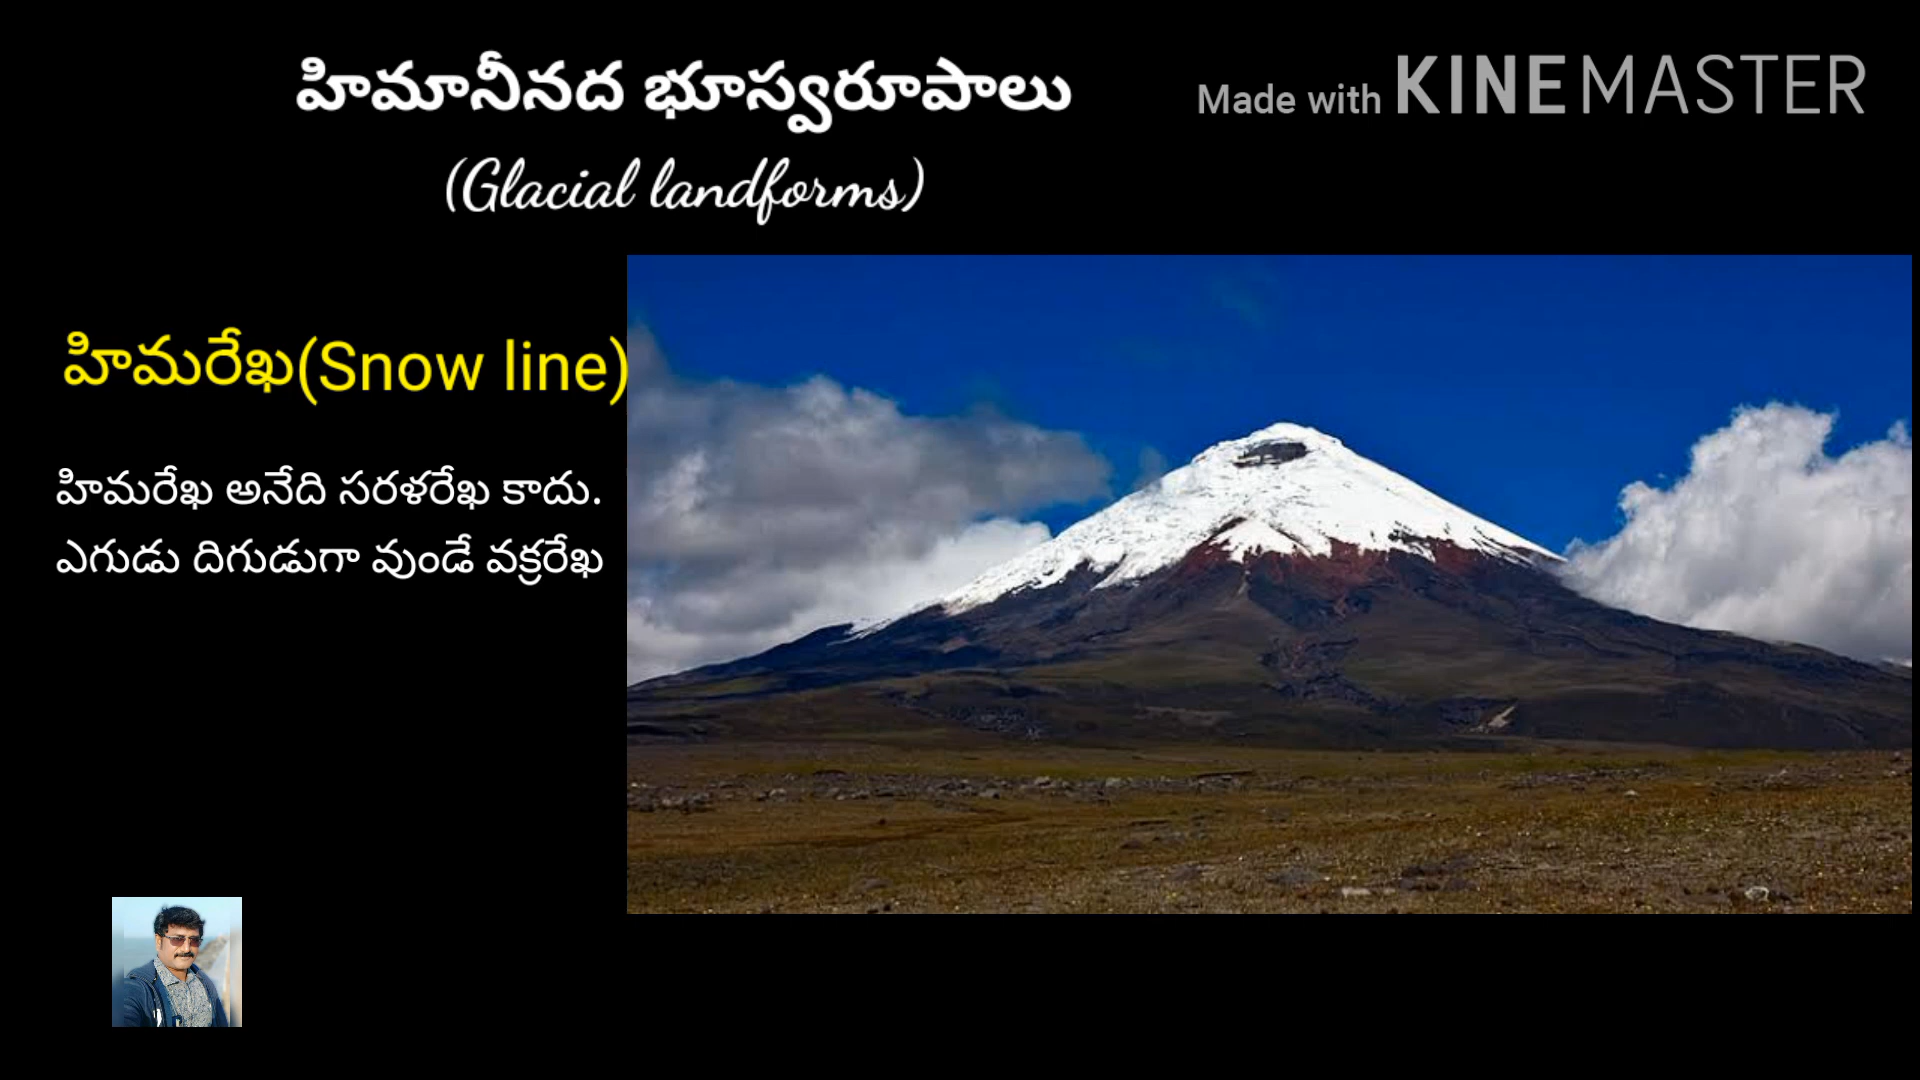 హిమానీనద భూస్వరూపాలు
Made with KINEMASTER
(Glacial landforms)
హిమరేఖ(Snow line)
హిమరేఖ అనేది సరళరేఖ కాదు.
ఎగుడు దిగుడుగా వుండే వక్రరేఖ